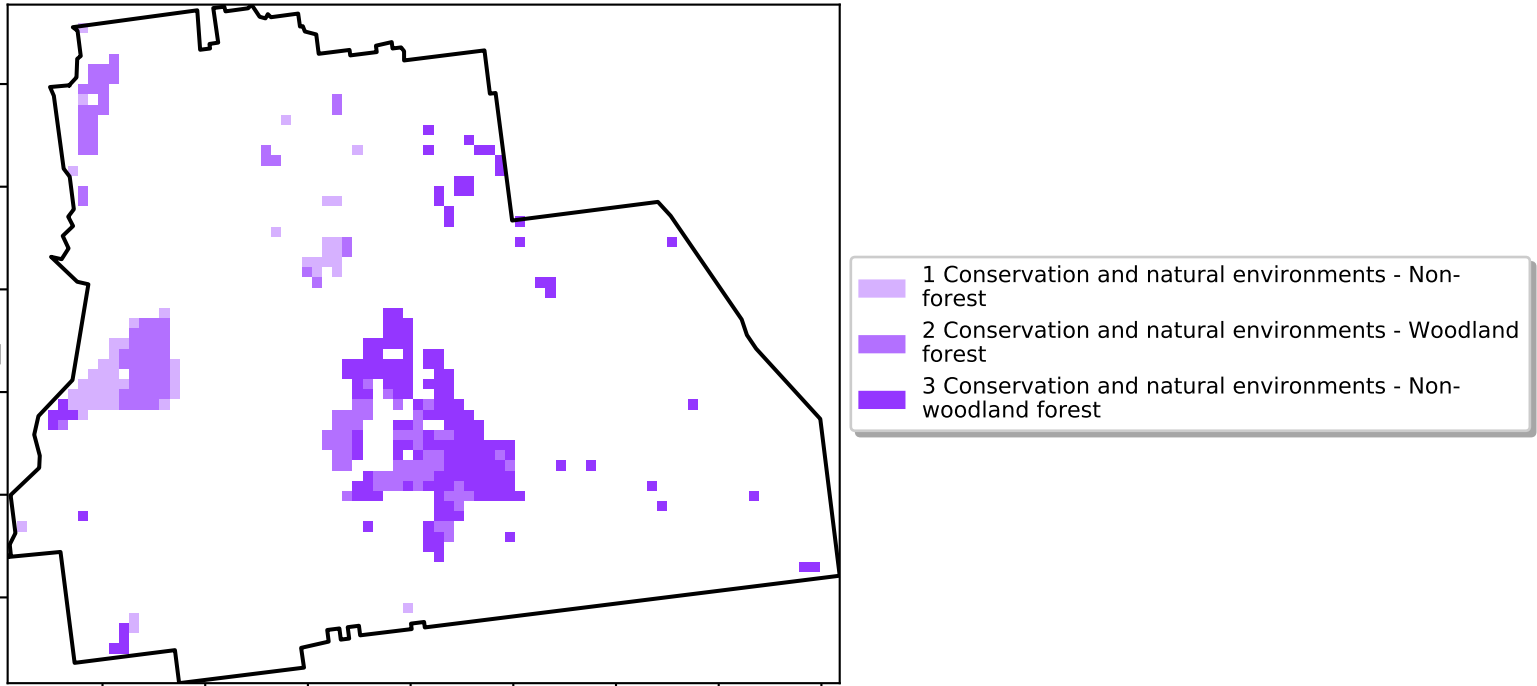 1 Conservation and natural environments - Non-
forest
2 Conservation and natural environments - Woodland
forest
3 Conservation and natural environments - Non-
woodland forest